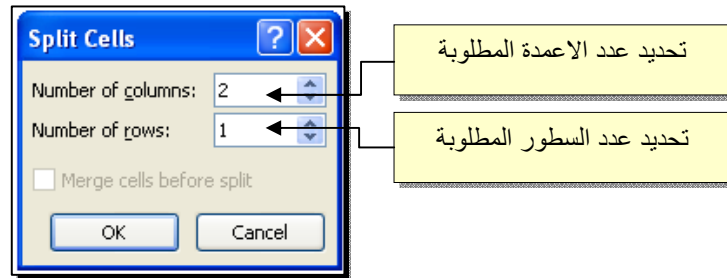 Split Cells
Number of columns: 2
Number of rows: 1
Merge cells before split
OK Cancel
تحديد عدد الاعمدة المطلوبة
تحديد عدد السطور المطلوبة